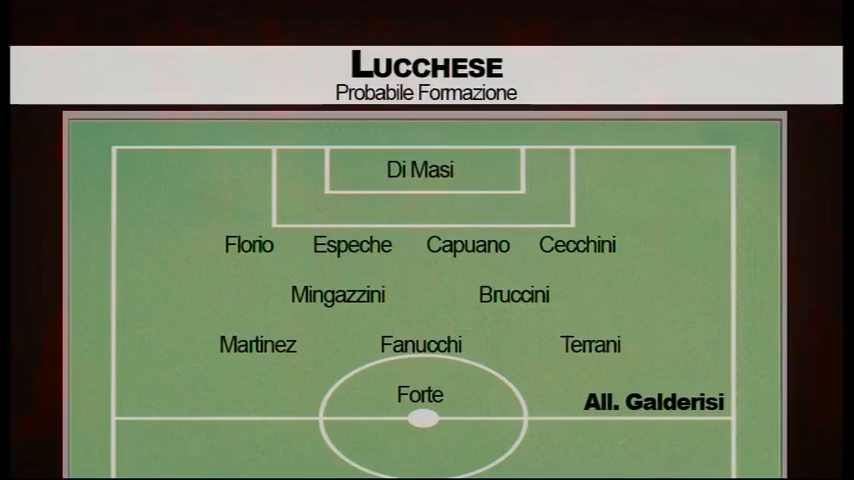 LUCCHESE
Probabile Formazione
Di Masi
Florio Espeche Capuano Cecchini
Mingazzini Bruccini
Martinez Fanucchi Terrani
Forte
All. Galderisi